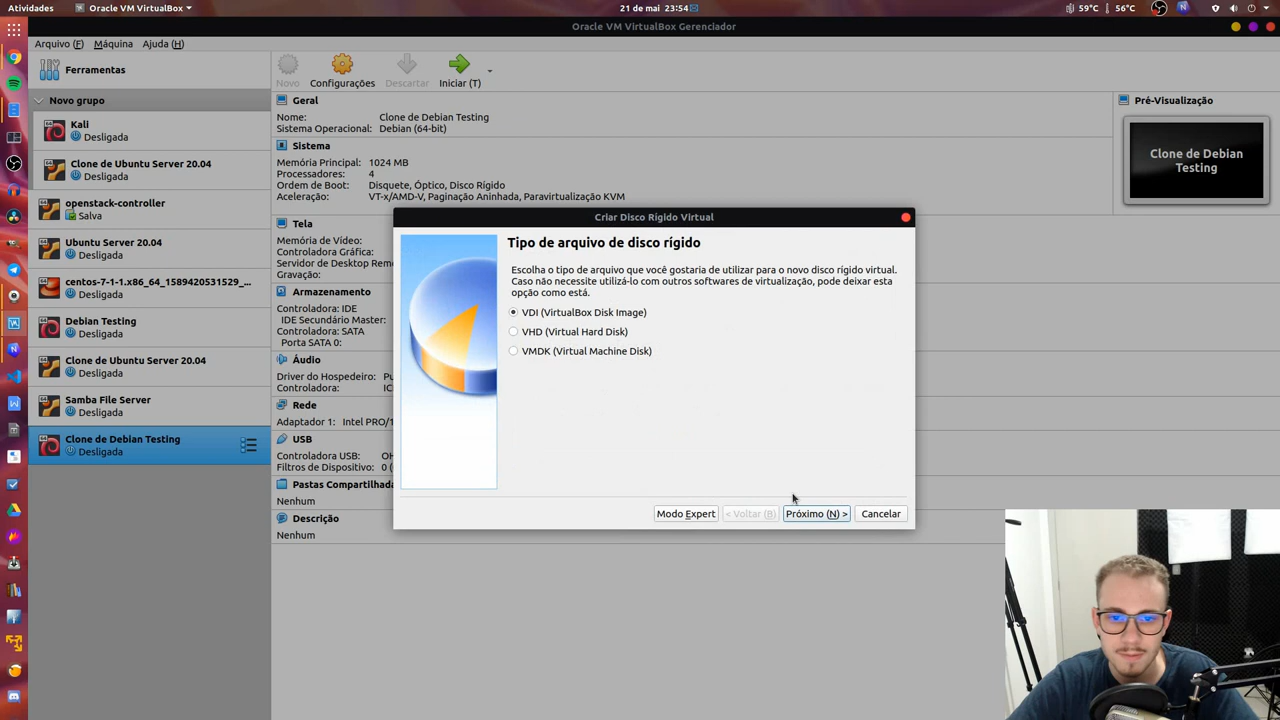 Atividades
Oracle VM VirtualBox
21 de mai 23:54
59°C
56°C
Oracle VM VirtualBox Gerenciador
Arquivo (F)
Máquina
Ajuda (H)
Ferramentas
Novo
Configurações
Descartar
Iniciar (T)
Novo grupo
Kali
Desligada
Clone de Ubuntu Server 20.04
Desligada
openstack-controller
Salva
Ubuntu Server 20.04
Desligada
centos-7-1-1.x86_64_1589420531529_...
Desligada
Debian Testing
Desligada
Clone de Ubuntu Server 20.04
Desligada
Samba File Server
Desligada
Clone de Debian Testing
Desligada
Geral
Nome: Clone de Debian Testing
Sistema Operacional: Debian (64-bit)
Sistema
Memória Principal: 1024 MB
Processadores: 4
Ordem de Boot: Disquete, Óptico, Disco Rígido
Aceleração: VT-x/AMD-V, Paginação Aninhada, Paravirtualização KVM
Tela
Memória de Vídeo:
Controladora Gráfica:
Servidor de Desktop Rem
Gravação:
Armazenamento
Controladora: IDE
IDE Secundário Master:
Controladora: SATA
Porta SATA 0:
Áudio
Driver do Hospedeiro: Pu
Controladora: IC
Rede
Adaptador 1: Intel PRO/1
USB
Controladora USB: OH
Filtros de Dispositivo: 0 (
Pastas Compartilhada
Nenhum
Descrição
Nenhum
Pré-Visualização
Clone de Debian
Testing
Criar Disco Rígido Virtual
Tipo de arquivo de disco rígido
Escolha o tipo de arquivo que você gostaria de utilizar para o novo disco rígido virtual.
Caso não necessite utilizá-lo com outros softwares de virtualização, pode deixar esta
opção como está.
VDI (VirtualBox Disk Image)
VHD (Virtual Hard Disk)
VMDK (Virtual Machine Disk)
Modo Expert
< Voltar (B)
Próximo (N) >
Cancelar